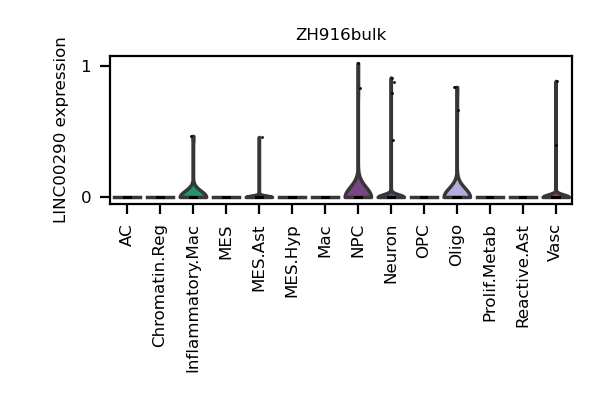 ZH916bulk
LINC00290 expression
1
0
AC
Chromatin.Reg
Inflammatory.Mac
MES
MES.Ast
MES.Hyp
Mac
NPC
Neuron
OPC
Oligo
Prolif.Metab
Reactive.Ast
Vasc